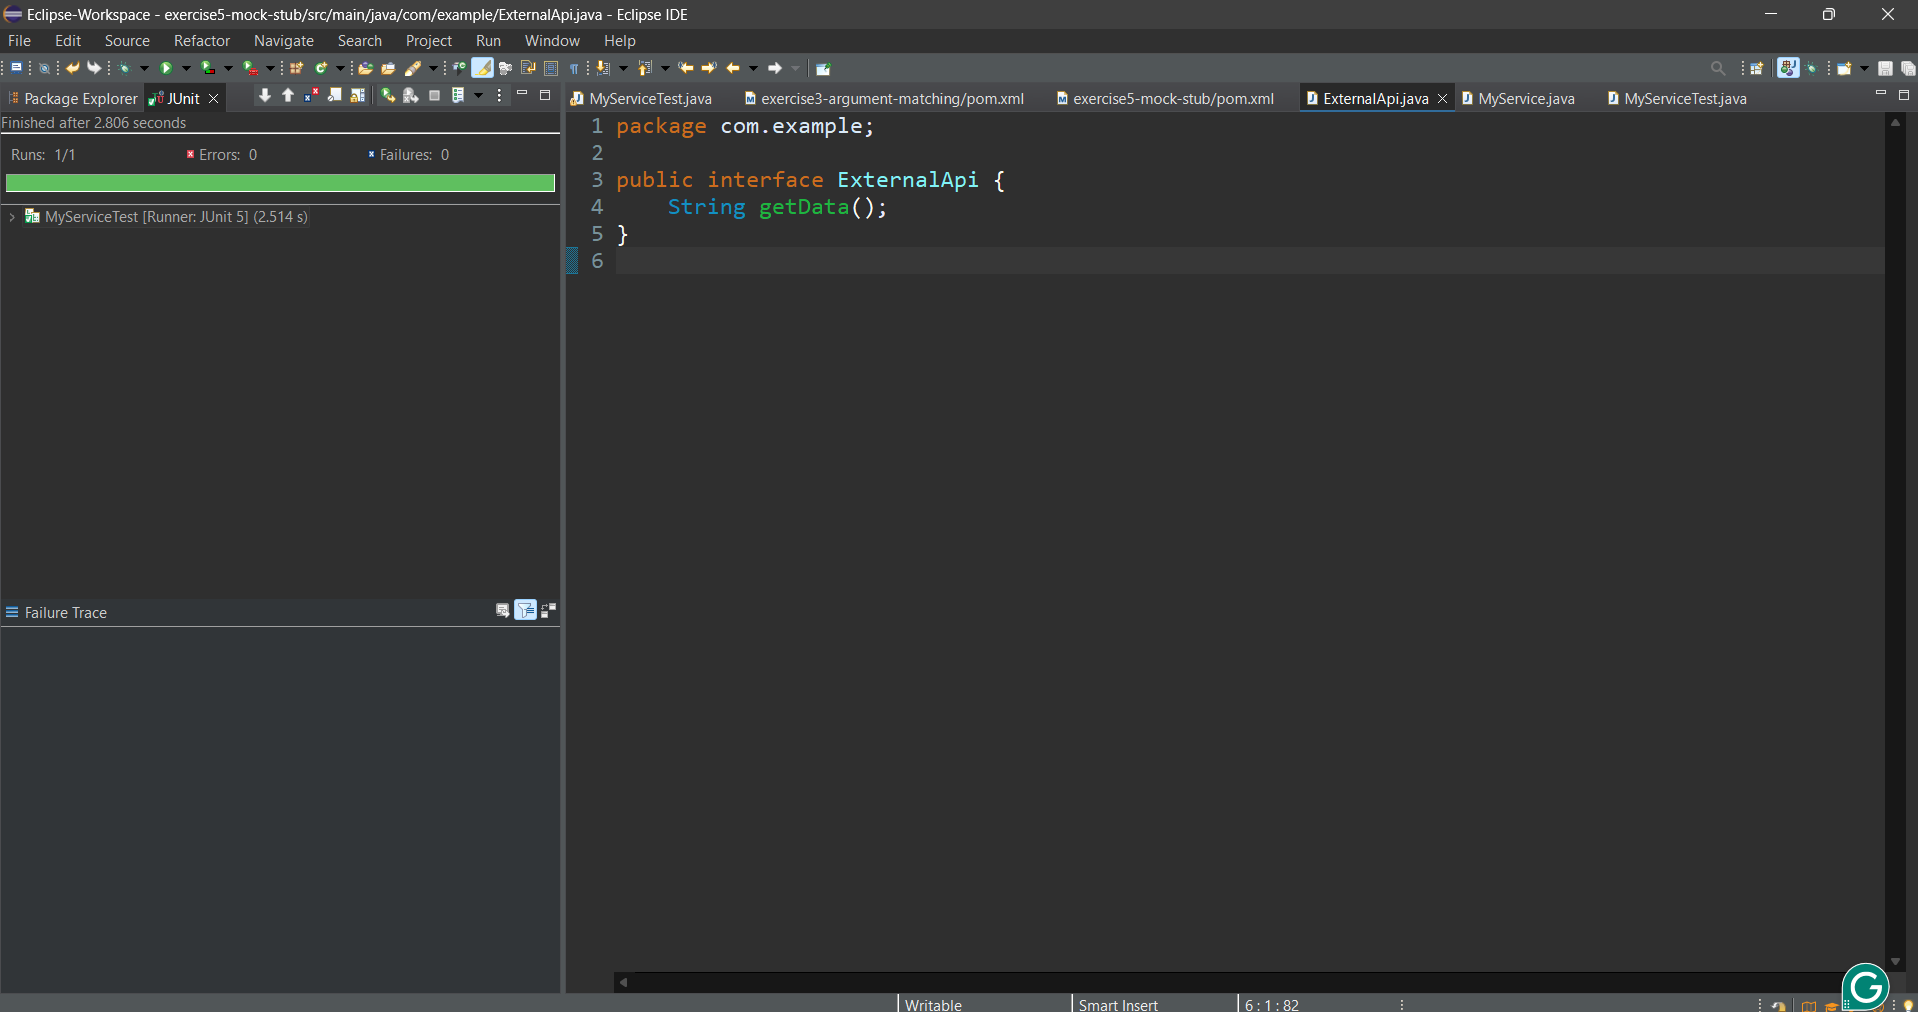 Eclipse-Workspace - exercise5-mock-stub/src/main/java/com/example/ExternalApi.java - Eclipse IDE
File Edit Source Refactor Navigate Search Project Run Window Help
Package Explorer JUnit
MyServiceTest.java exercise3-argument-matching/pom.xml exercise5-mock-stub/pom.xml ExternalApi.java MyService.java MyServiceTest.java
Finished after 2.806 seconds
Runs: 1/1 Errors: 0 Failures: 0
MyServiceTest [Runner: JUnit 5] (2.514 s)
Failure Trace
1 package com.example;
2
3 public interface ExternalApi {
4 String getData();
5 }
6
Writable Smart Insert 6 : 1 : 82